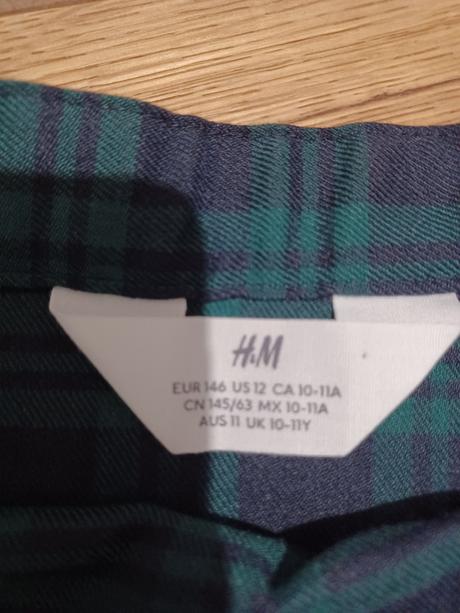 H&M
EUR 146 US 12 CA 10-11A
CN 145/63 MX 10-11A
AUS 11 UK 10-11Y